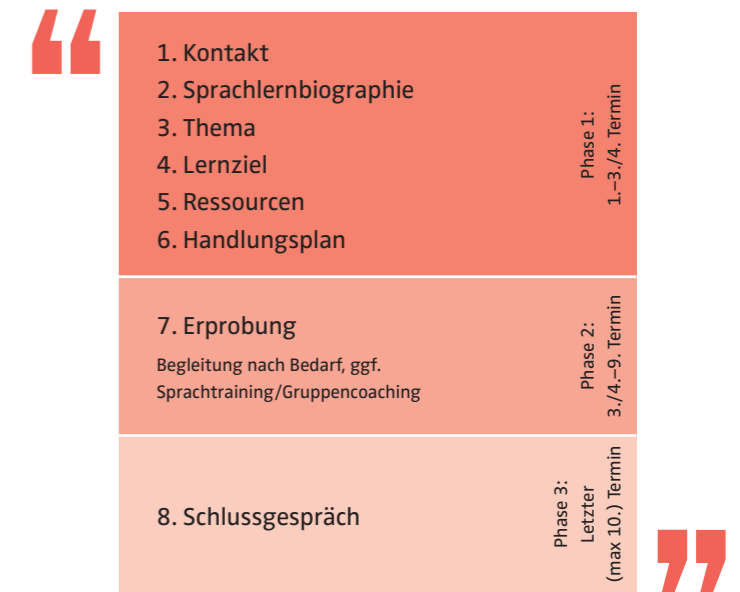 “
1. Kontakt
2. Sprachlernbiographie
3. Thema
4. Lernziel
5. Ressourcen
6. Handlungsplan
Phase 1:
1.–3./4. Termin
7. Erprobung
Begleitung nach Bedarf, ggf.
Sprachtraining/Gruppencoaching
Phase 2:
3./4.–9. Termin
8. Schlussgespräch
Phase 3:
Letzter
(max 10.) Termin
”